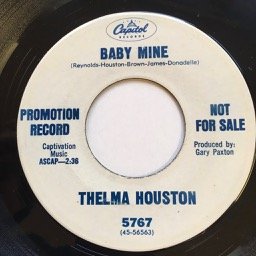 Capitol
RECORDS
BABY MINE
(Reynolds-Houston-Brown-James-Donadelle)
PROMOTION
RECORD
NOT
FOR SALE
Captivation
Music
ASCAP—2:36
Produced by:
Gary Paxton
THELMA HOUSTON
5767
(45-56563)